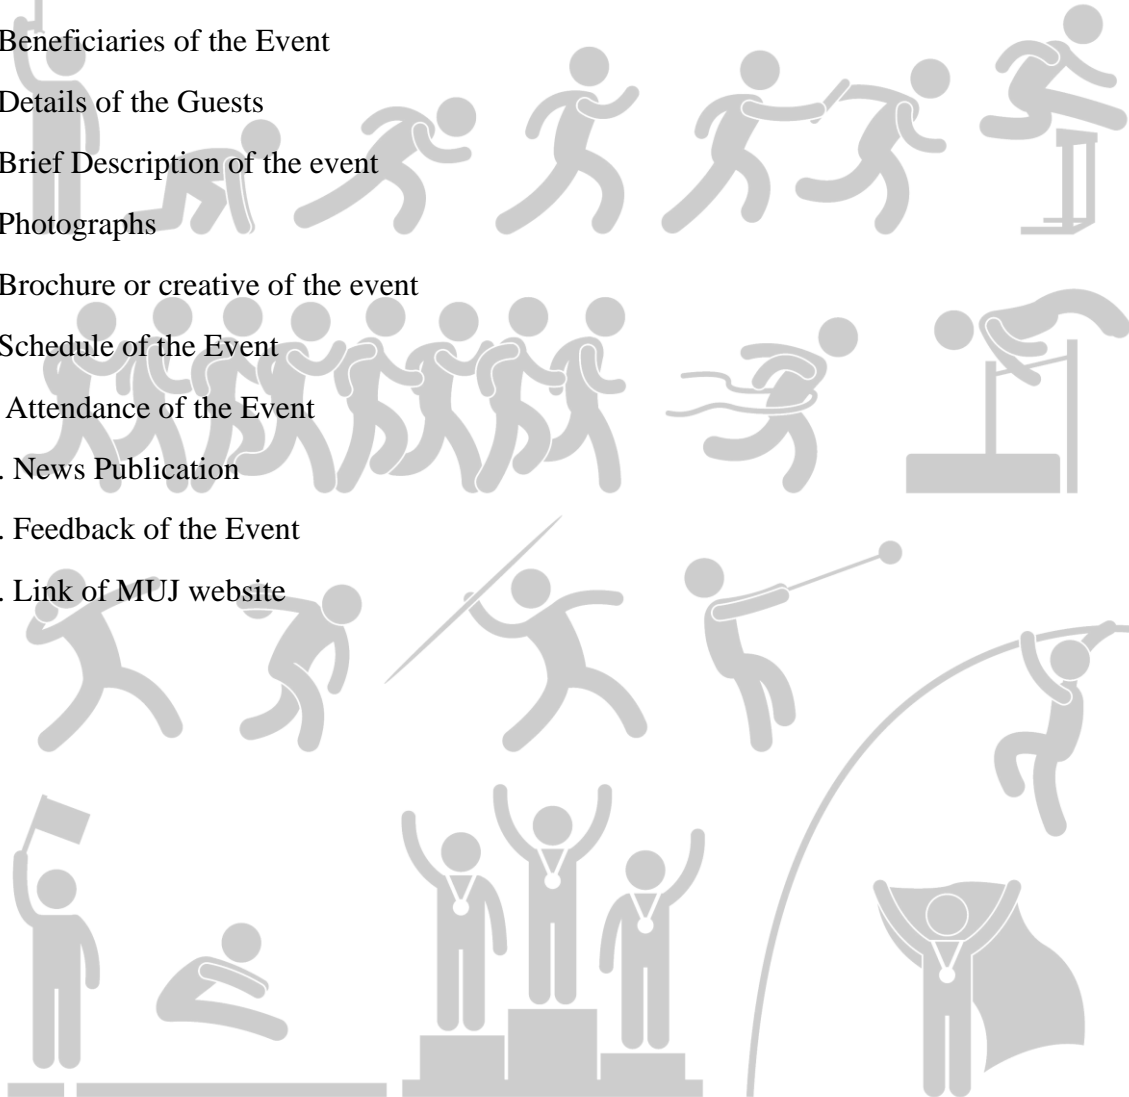 Beneficiaries of the Event
Details of the Guests
Brief Description of the event
Photographs
Brochure or creative of the event
Schedule of the Event
Attendance of the Event
. News Publication
. Feedback of the Event
. Link of MUJ website